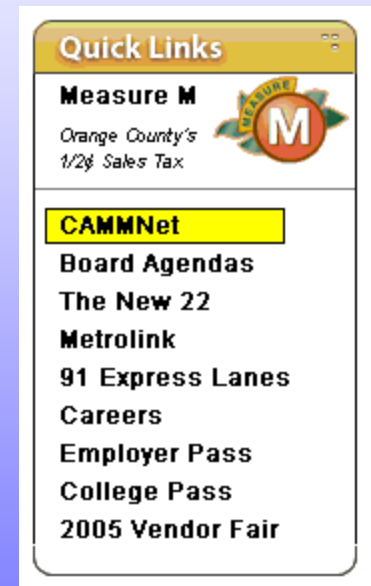 Quick Links
Measure M
Orange County's
1/2¢ Sales Tax
MEASURE
M
CAMMNet
Board Agendas
The New 22
Metrolink
91 Express Lanes
Careers
Employer Pass
College Pass
2005 Vendor Fair